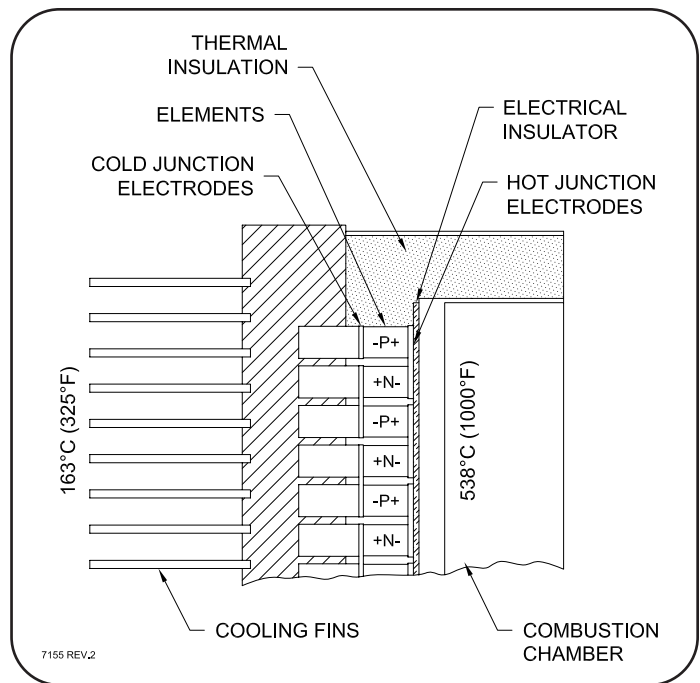 THERMAL
INSULATION
ELEMENTS
COLD JUNCTION
ELECTRODES
ELECTRICAL
INSULATOR
HOT JUNCTION
ELECTRODES
-P+
+N-
-P+
+N-
-P+
+N-
163°C (325°F)
538°C (1000°F)
COOLING FINS
COMBUSTION
CHAMBER
7155 REV.2